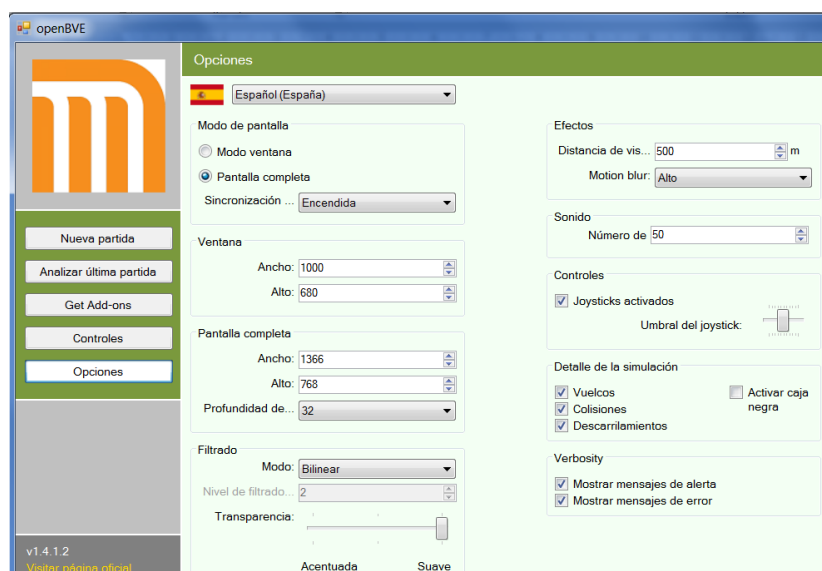 openBVE
Opciones
Español (España)
Modo de pantalla
Modo ventana
Pantalla completa
Sincronización ... Encendida
Ventana
Ancho: 1000
Alto: 680
Pantalla completa
Ancho: 1366
Alto: 768
Profundidad de... 32
Filtrado
Modo: Bilinear
Nivel de filtrado... 2
Transparencia:
Acentuada Suave
Efectos
Distancia de vis... 500 m
Motion blur: Alto
Sonido
Número de 50
Controles
Joysticks activados
Umbral del joystick:
Detalle de la simulación
Vuelcos
Colisiones
Descarrilamientos
Activar caja
negra
Verbosity
Mostrar mensajes de alerta
Mostrar mensajes de error
Nueva partida
Analizar última partida
Get Add-ons
Controles
Opciones
v1.4.1.2
Visitar página oficial